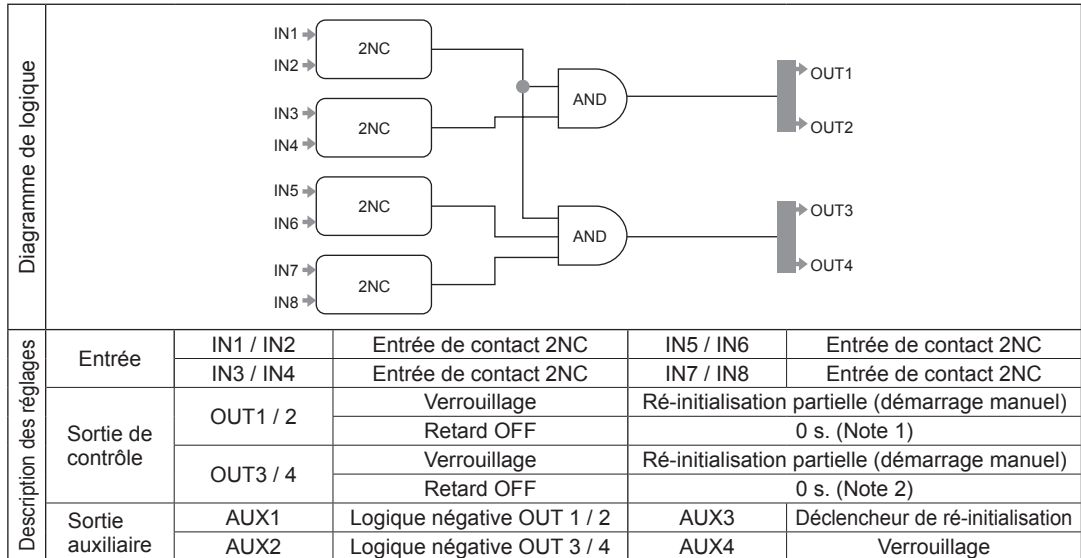 Diagramme de logique
IN1
IN2
2NC
IN3
IN4
2NC
IN5
IN6
2NC
IN7
IN8
2NC
AND
AND
OUT1
OUT2
OUT3
OUT4
Description des réglages
Entrée
IN1 / IN2 Entrée de contact 2NC IN5 / IN6 Entrée de contact 2NC
IN3 / IN4 Entrée de contact 2NC IN7 / IN8 Entrée de contact 2NC
Sortie de
contrôle
OUT1 / 2
Verrouillage Ré-initialisation partielle (démarrage manuel)
Retard OFF 0 s. (Note 1)
OUT3 / 4
Verrouillage Ré-initialisation partielle (démarrage manuel)
Retard OFF 0 s. (Note 2)
Sortie
auxiliaire
AUX1 Logique négative OUT 1 / 2 AUX3 Déclencheur de ré-initialisation
AUX2 Logique négative OUT 3 / 4 AUX4 Verrouillage